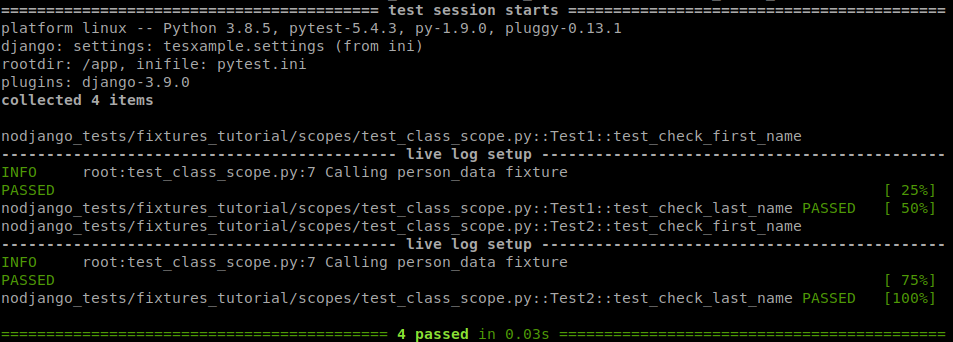 ========================================== test session starts ==========================================
platform linux -- Python 3.8.5, pytest-5.4.3, py-1.9.0, pluggy-0.13.1
django: settings: tesxample.settings (from ini)
rootdir: /app, inifile: pytest.ini
plugins: django-3.9.0
collected 4 items
nodjango_tests/fixtures_tutorial/scopes/test_class_scope.py::Test1::test_check_first_name
-------------------------------------------- live log setup ---------------------------------------------
INFO     root:test_class_scope.py:7 Calling person_data fixture
PASSED                                                                                            [ 25%]
nodjango_tests/fixtures_tutorial/scopes/test_class_scope.py::Test1::test_check_last_name PASSED   [ 50%]
nodjango_tests/fixtures_tutorial/scopes/test_class_scope.py::Test2::test_check_first_name
-------------------------------------------- live log setup ---------------------------------------------
INFO     root:test_class_scope.py:7 Calling person_data fixture
PASSED                                                                                            [ 75%]
nodjango_tests/fixtures_tutorial/scopes/test_class_scope.py::Test2::test_check_last_name PASSED   [100%]
=========================================== 4 passed in 0.03s ===========================================